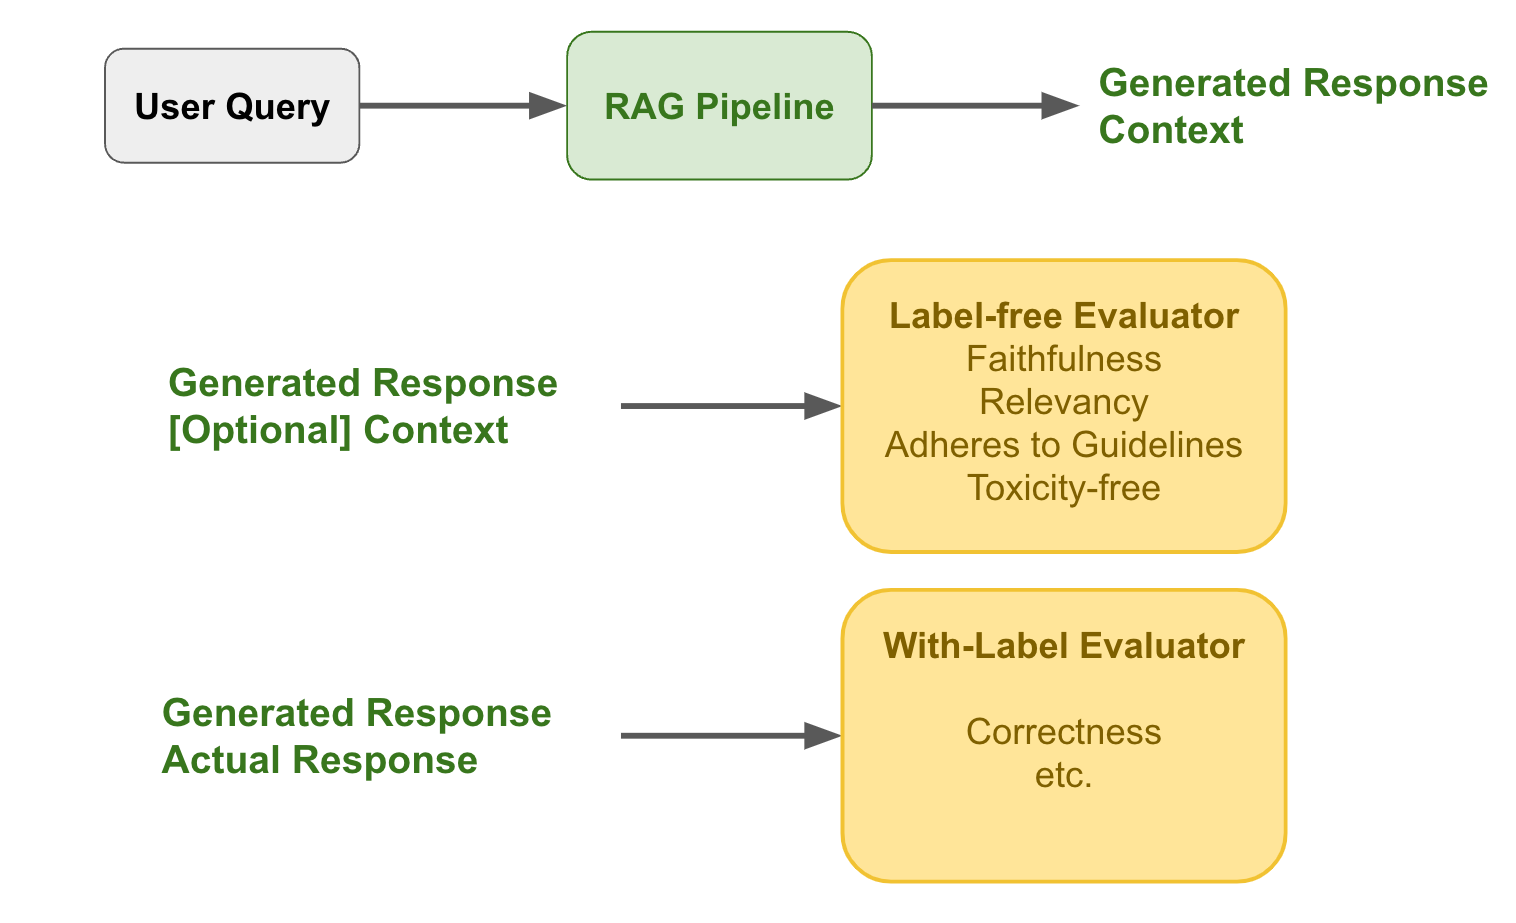 User Query
RAG Pipeline
Generated Response
Context
Generated Response
[Optional] Context
Label-free Evaluator
Faithfulness
Relevancy
Adheres to Guidelines
Toxicity-free
Generated Response
Actual Response
With-Label Evaluator
Correctness
etc.